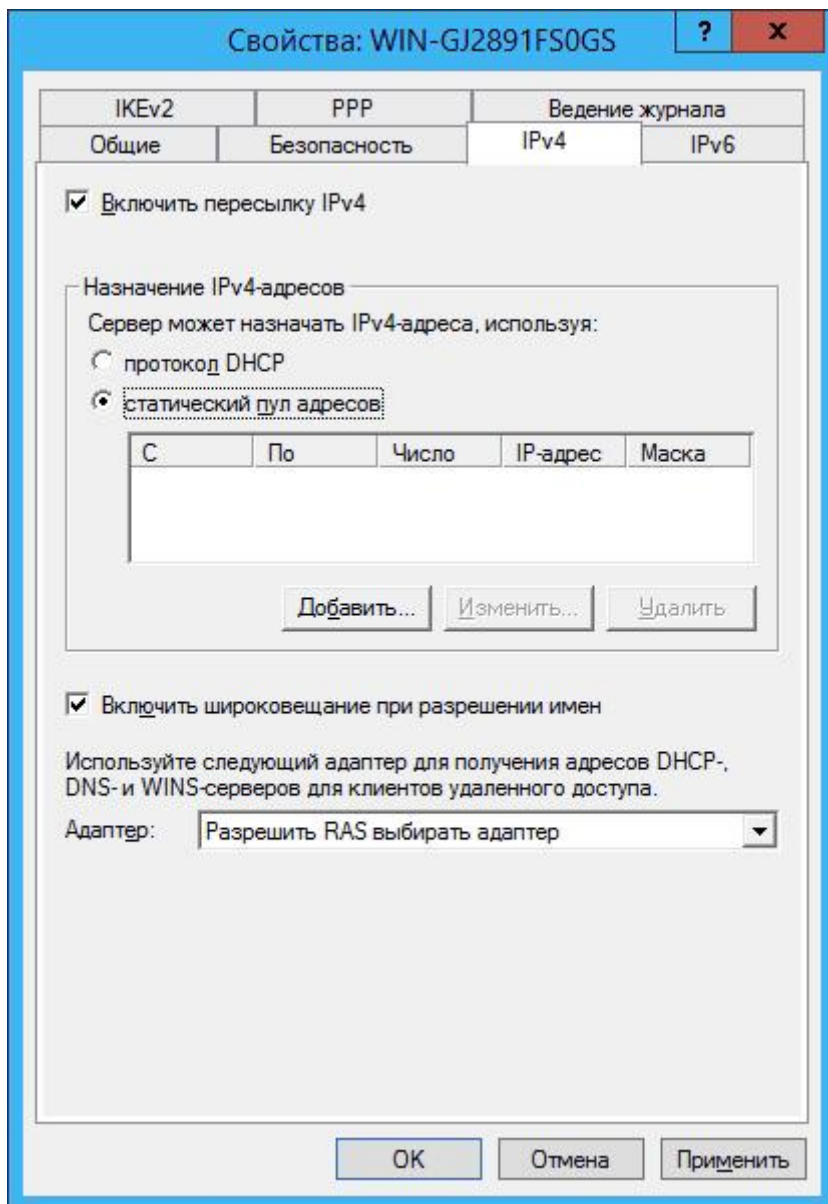 Свойства: WIN-GJ2891FS0GS
?
x
IKEv2
PPP
Ведение журнала
Общие
Безопасность
IPv4
IPv6
Включить пересылку IPv4
Назначение IPv4-адресов
Сервер может назначать IPv4-адреса, используя:
протокол DHCP
статический пул адресов
С
По
Число
IP-адрес
Маска
Добавить...
Изменить...
Удалить
Включить широковещание при разрешении имен
Используйте следующий адаптер для получения адресов DHCP-,
DNS- и WINS-серверов для клиентов удаленного доступа.
Адаптер:
Разрешить RAS выбирать адаптер
OK
Отмена
Применить